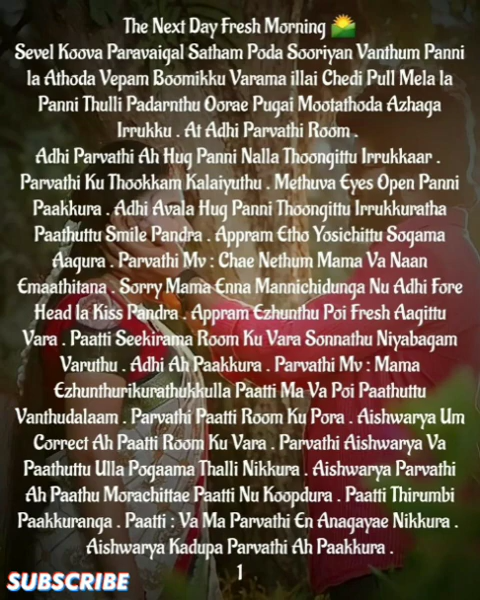 The Next Day Fresh Morning 🌄
Sevel Koova Paravaigal Satham Poda Sooriyan Vanthum Panni
la Athoda Vepam Boomikku Varama illai Chedi Pull Mela la
Panni Thulli Padarnthu Oorae Pugai Mootathoda Azhaga
Irrukku . At Adhi Parvathi Room .
Adhi Parvathi Ah Hug Panni Nalla Thoongittu Irrukkaar .
Parvathi Ku Thookkam Kalaiyuthu . Methuva Eyes Open Panni
Paakkura . Adhi Avala Hug Panni Thoongittu Irrukkuratha
Paathuttu Smile Pandra . Appram Etho Yosichittu Sogama
Aagura . Parvathi Mv : Chae Nethum Mama Va Naan
Emaathitana . Sorry Mama Enna Mannichidunga Nu Adhi Fore
Head la Kiss Pandra . Appram Ezhunthu Poi Fresh Aagittu
Vara . Paatti Seekirama Room Ku Vara Sonnathu Niyabagam
Varuthu . Adhi Ah Paakkura . Parvathi Mv : Mama
Ezhunthurikurathukkulla Paatti Ma Va Poi Paathuttu
Vanthudalaam . Parvathi Paatti Room Ku Pora . Aishwarya Um
Correct Ah Paatti Room Ku Vara . Parvathi Aishwarya Va
Paathuttu Ulla Pogaama Thalli Nikkura . Aishwarya Parvathi
Ah Paathu Morachittae Paatti Nu Koopdura . Paatti Thirumbi
Paakkuranga . Paatti : Va Ma Parvathi En Anagayae Nikkura .
Aishwarya Kadupa Parvathi Ah Paakkura .
1
SUBSCRIBE